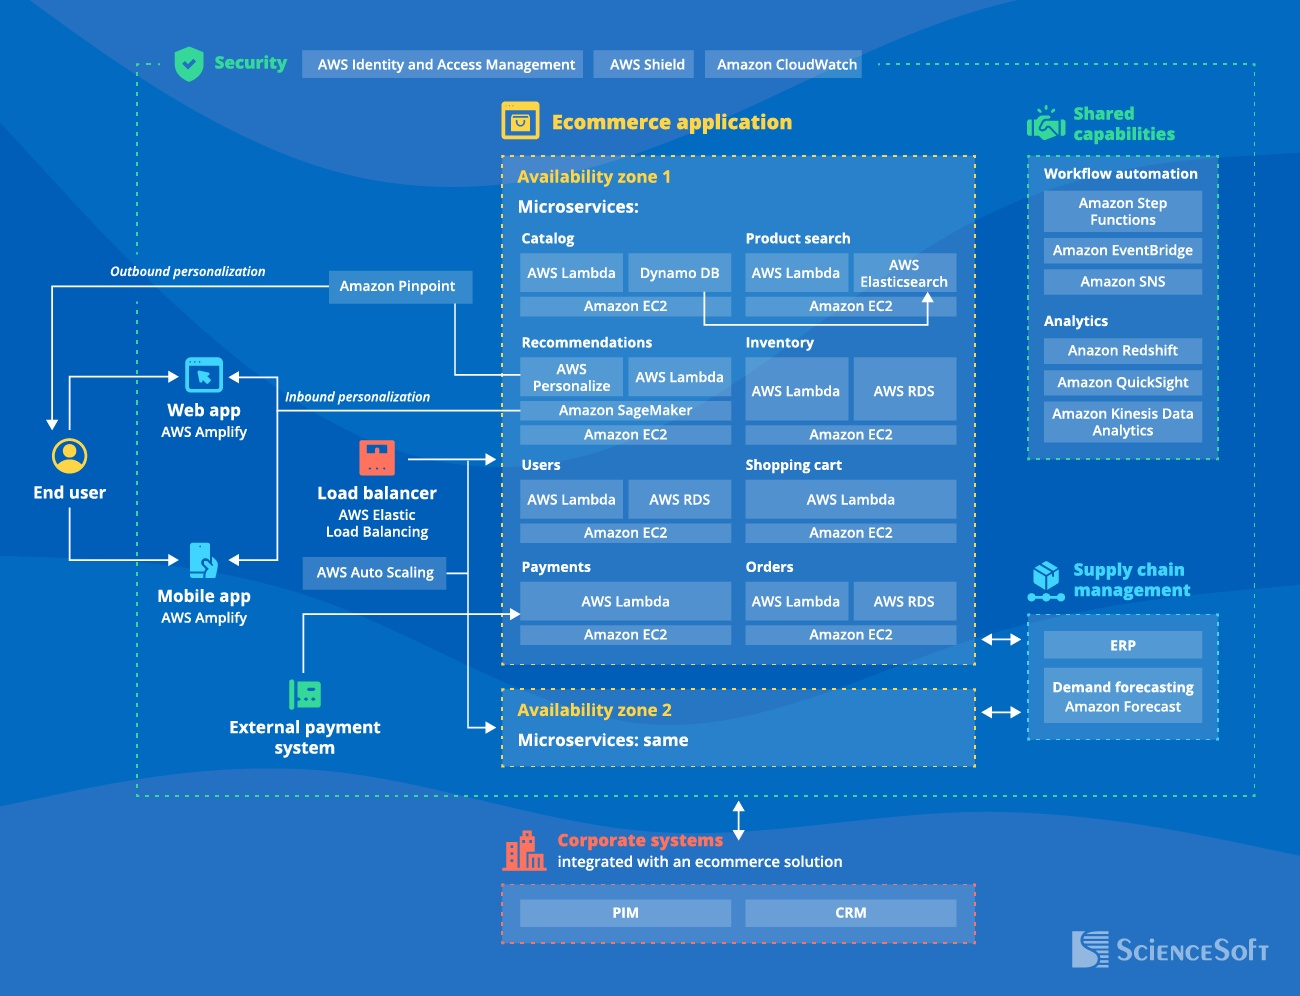 Security
AWS Identity and Access Management
AWS Shield
Amazon CloudWatch
Ecommerce application
Availability zone 1
Microservices:
Catalog
AWS Lambda
Dynamo DB
Amazon EC2
Product search
AWS Lambda
AWS
Elasticsearch
Amazon EC2
Recommendations
AWS
Personalize
AWS Lambda
Amazon SageMaker
Amazon EC2
Inventory
AWS Lambda
AWS RDS
Amazon EC2
Users
AWS Lambda
AWS RDS
Amazon EC2
Shopping cart
AWS Lambda
Amazon EC2
Payments
AWS Lambda
Amazon EC2
Orders
AWS Lambda
AWS RDS
Amazon EC2
Availability zone 2
Microservices: same
Shared
capabilities
Workflow automation
Amazon Step
Functions
Amazon EventBridge
Amazon SNS
Analytics
Anazon Redshift
Amazon QuickSight
Amazon Kinesis Data
Analytics
Supply chain
management
ERP
Demand forecasting
Amazon Forecast
Outbound personalization
Amazon Pinpoint
Inbound personalization
Web app
AWS Amplify
End user
Mobile app
AWS Amplify
Load balancer
AWS Elastic
Load Balancing
AWS Auto Scaling
External payment
system
Corporate systems
integrated with an ecommerce solution
PIM
CRM
ScienceSoft